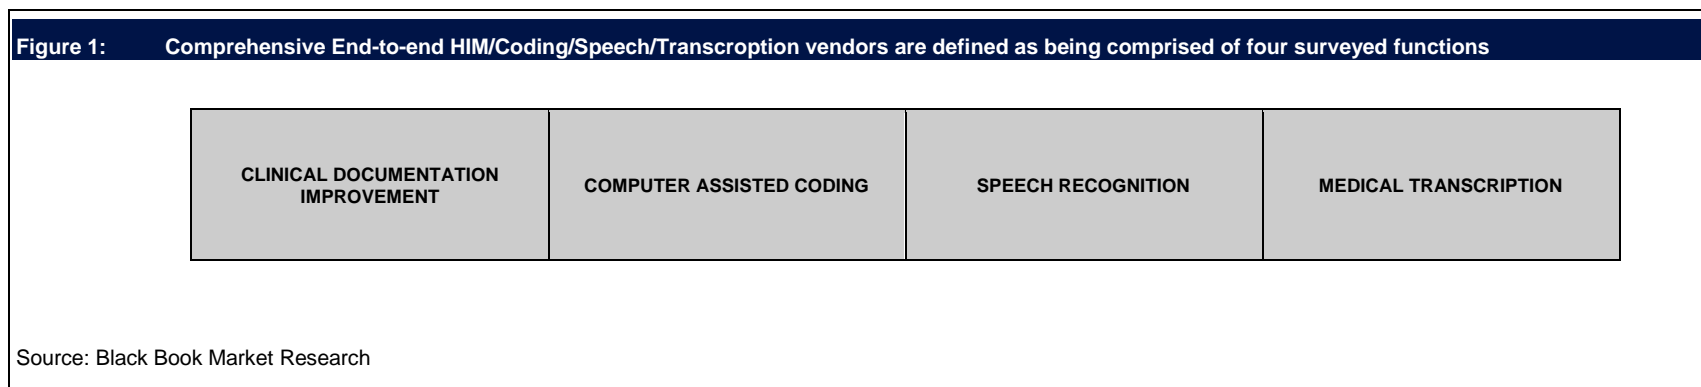 Figure 1: Comprehensive End-to-end HIM/Coding/Speech/Transcroption vendors are defined as being comprised of four surveyed functions
CLINICAL DOCUMENTATION
IMPROVEMENT
COMPUTER ASSISTED CODING
SPEECH RECOGNITION
MEDICAL TRANSCRIPTION
Source: Black Book Market Research